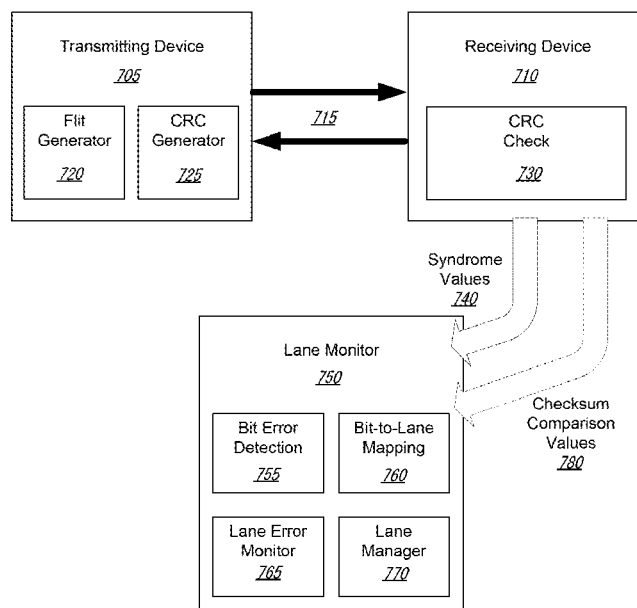 Transmitting Device
705
Flit
Generator
720
CRC
Generator
725
715
Receiving Device
710
CRC
Check
730
Syndrome
Values
740
Checksum
Comparison
Values
780
Lane Monitor
750
Bit Error
Detection
755
Bit-to-Lane
Mapping
760
Lane Error
Monitor
765
Lane
Manager
770